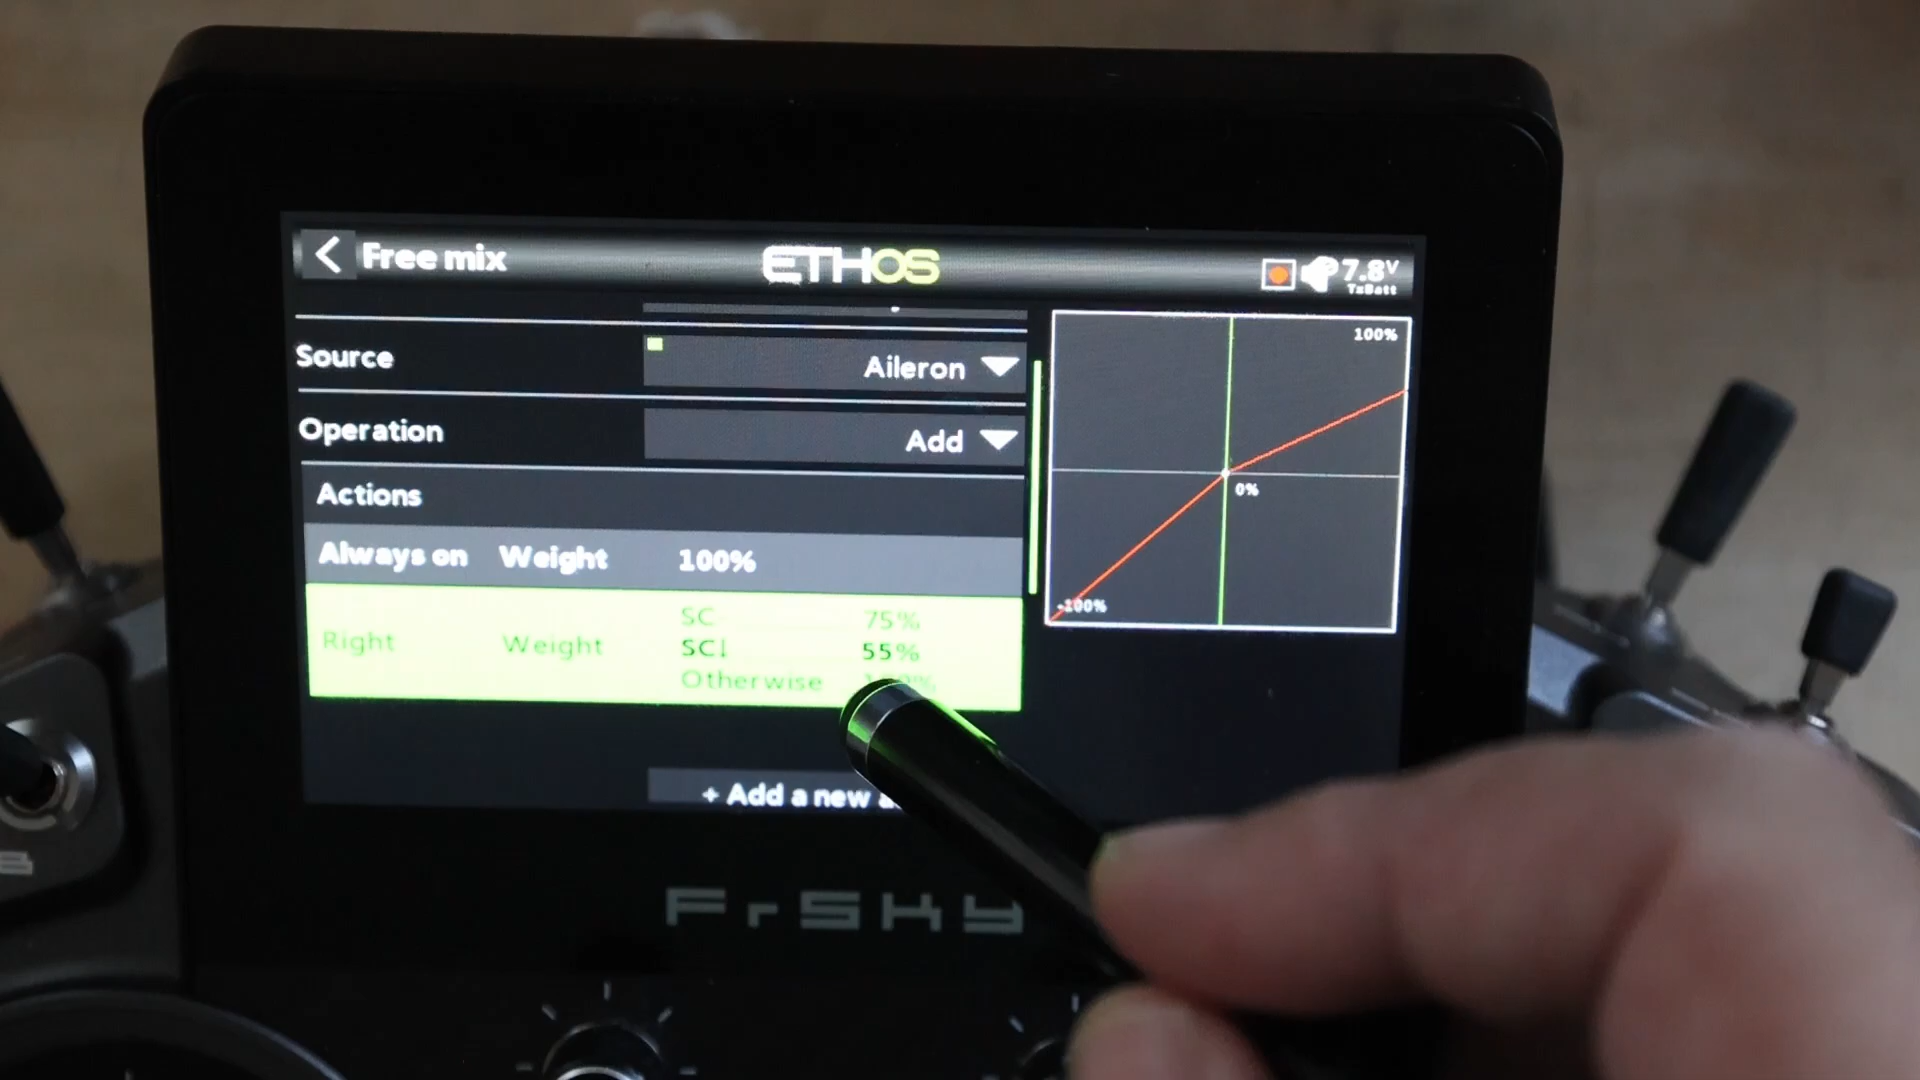 Free mix
ETHOS
7.8V
TxBatt
Source
Aileron
Operation
Add
Actions
Always on Weight 100%
Right Weight
SC- 75%
SC↓ 55%
Otherwise
+ Add a new
100%
0%
-100%
FrSKY